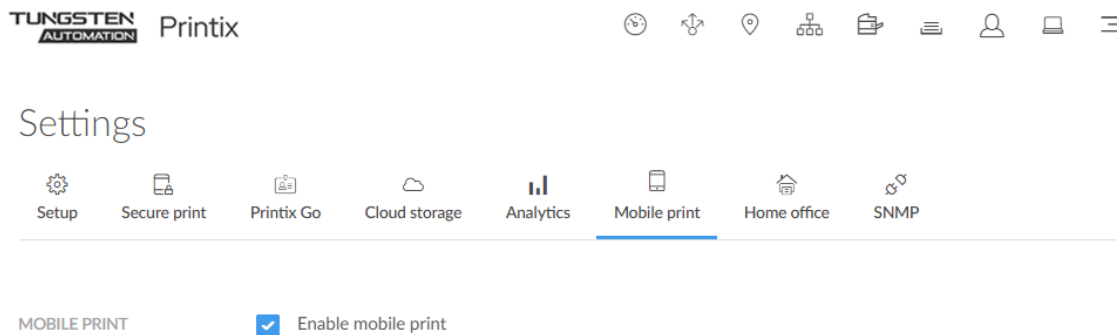 TUNGSTEN
AUTOMATION
Printix
Settings
Setup Secure print Printix Go Cloud storage Analytics Mobile print Home office SNMP
MOBILE PRINT Enable mobile print